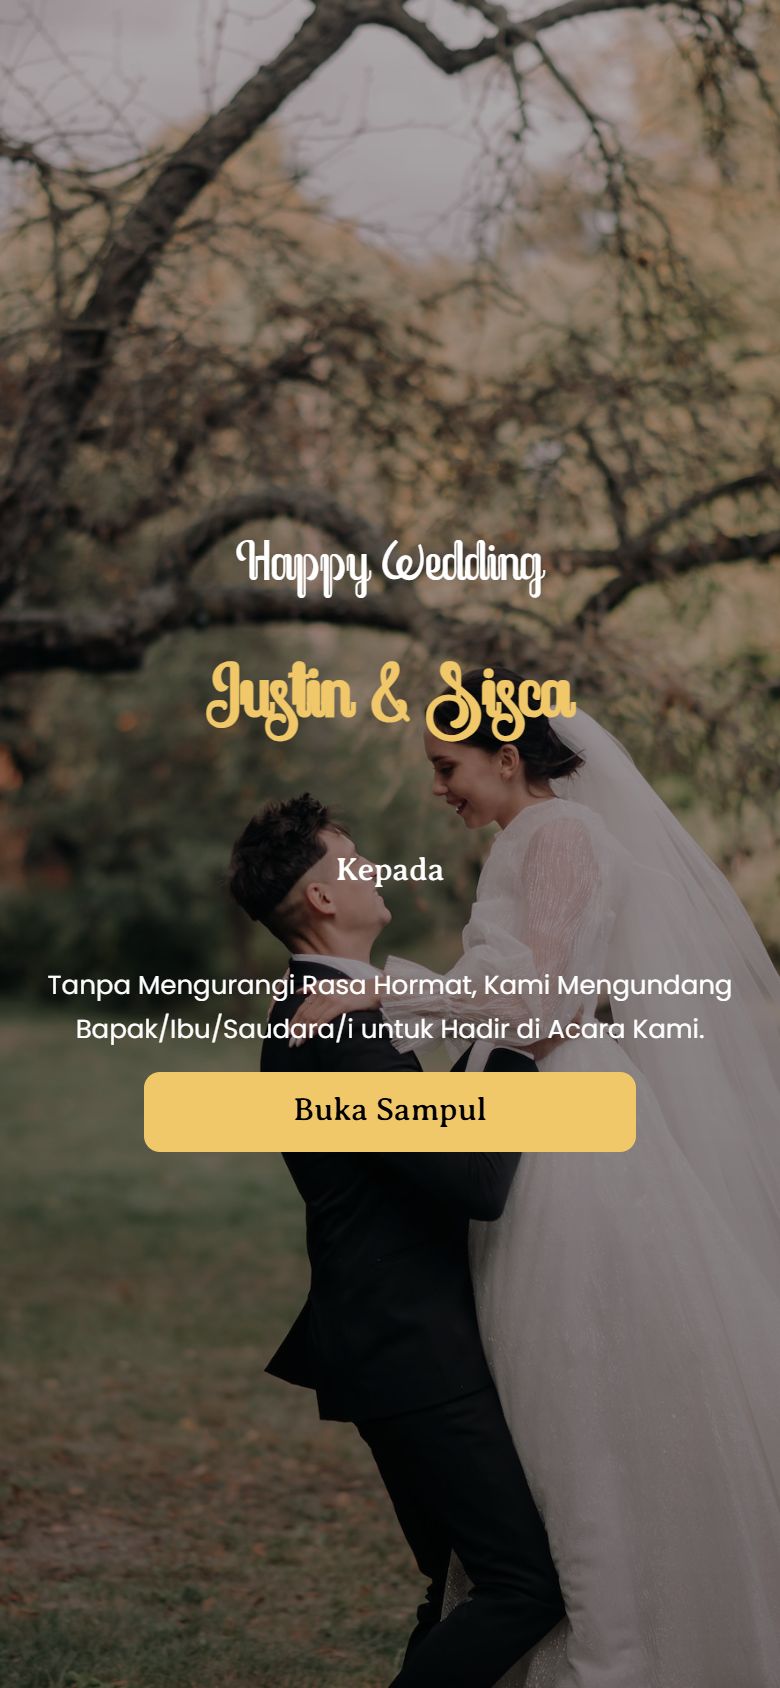 Happy Wedding
Justin & Sisca
Kepada
Tanpa Mengurangi Rasa Hormat, Kami Mengundang
Bapak/Ibu/Saudara/i untuk Hadir di Acara Kami.
Buka Sampul